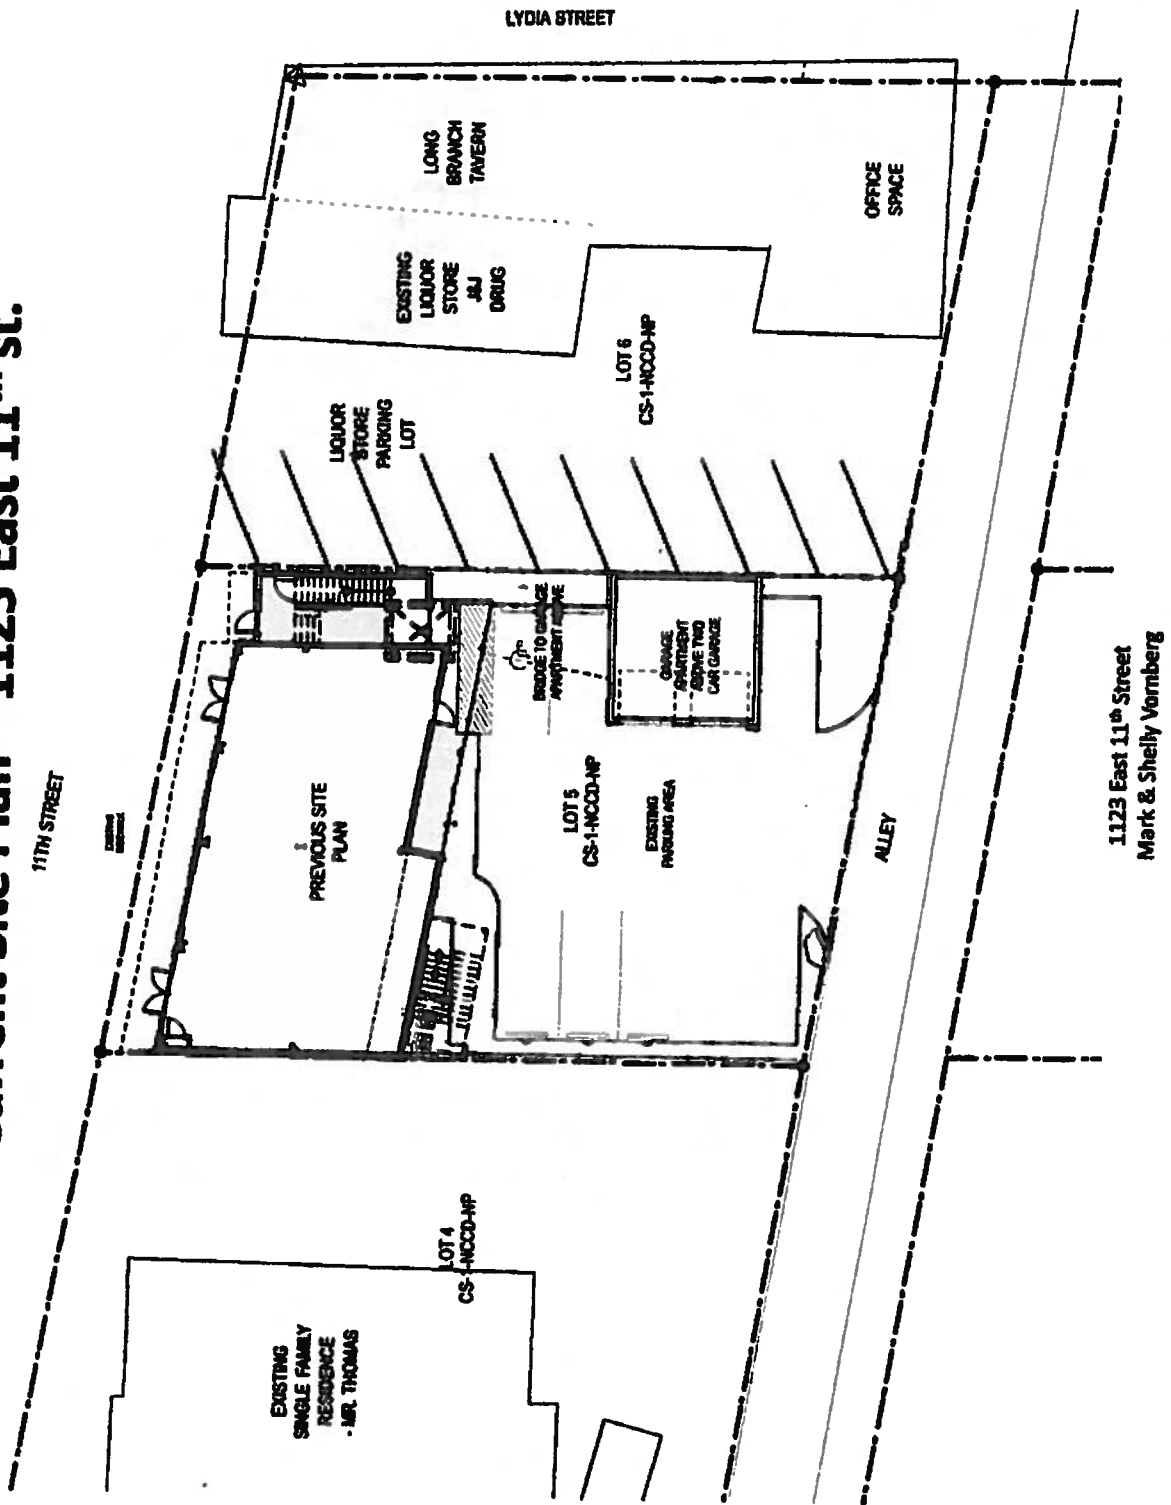 Site Plan - 1123 East 11th St.
LYDIA STREET
11TH STREET
LONG
BRANCH
TAVERN
OFFICE
SPACE
EXISTING
LIQUOR
STORE
J&J
DRUG
LOT 6
CS-1-NCCD-NP
LIQUOR
STORE
PARKING
LOT
BRIDGE TO GARAGE
APARTMENT ABOVE
GARAGE
APARTMENT
ABOVE TWO
CAR GARAGE
PREVIOUS SITE
PLAN
LOT 5
CS-1-NCCD-NP
EXISTING
PARKING AREA
ALLEY
LOT 4
CS-1-NCCD-NP
EXISTING
SINGLE FAMILY
RESIDENCE
- MR. THOMAS
1123 East 11th Street
Mark & Shelly Vornberg